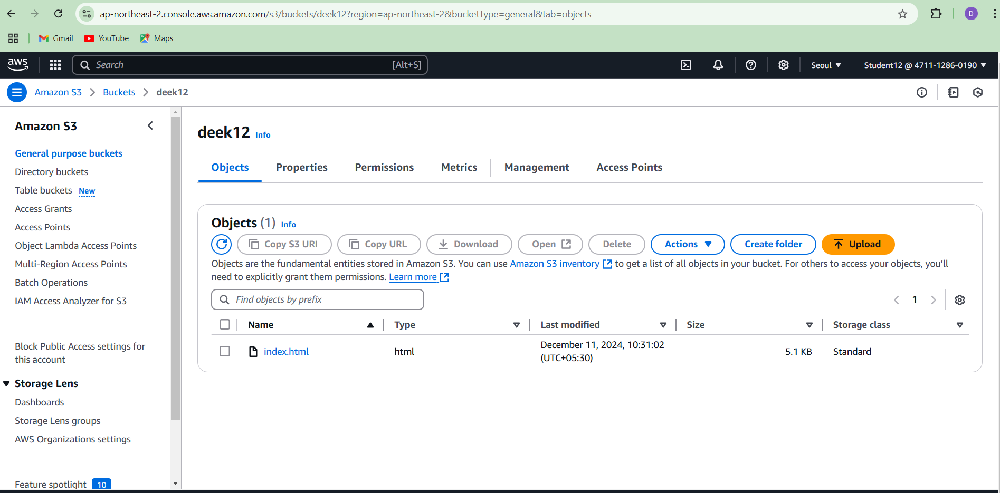 ap-northeast-2.console.aws.amazon.com/s3/buckets/deek12?region=ap-northeast-2&bucketType=general&tab=objects
D
Gmail
YouTube
Maps
aws
Search
[Alt+S]
Seoul
Student12 @ 4711-1286-0190
Amazon S3
Buckets
deek12
Amazon S3
General purpose buckets
Directory buckets
Table buckets New
Access Grants
Access Points
Object Lambda Access Points
Multi-Region Access Points
Batch Operations
IAM Access Analyzer for S3
Block Public Access settings for
this account
Storage Lens
Dashboards
Storage Lens groups
AWS Organizations settings
Feature spotlight 10
deek12 Info
Objects
Properties
Permissions
Metrics
Management
Access Points
Objects (1) Info
Copy S3 URI
Copy URL
Download
Open
Delete
Actions
Create folder
Upload
Objects are the fundamental entities stored in Amazon S3. You can use Amazon S3 inventory to get a list of all objects in your bucket. For others to access your objects, you'll
need to explicitly grant them permissions. Learn more
Find objects by prefix
1
Name
Type
Last modified
Size
Storage class
index.html
html
December 11, 2024, 10:31:02
(UTC+05:30)
5.1 KB
Standard